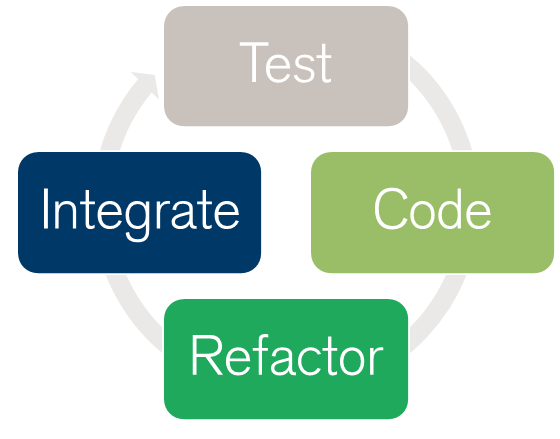 Test
Code
Refactor
Integrate